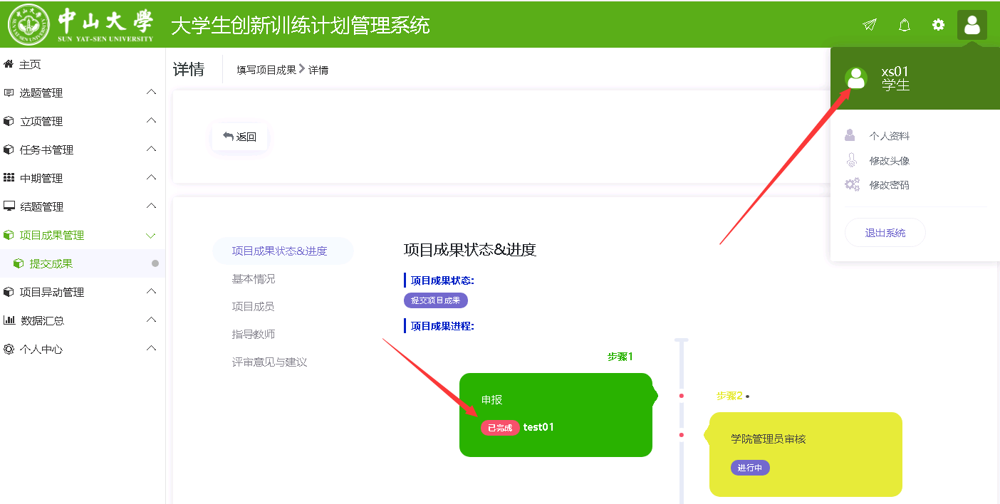 中山大學
SUN YAT-SEN UNIVERSITY
大学生创新训练计划管理系统
主页
选题管理
立项管理
任务书管理
中期管理
结题管理
项目成果管理
提交成果
项目异动管理
数据汇总
个人中心
详情
填写项目成果 详情
返回
xs01
学生
个人资料
修改头像
修改密码
退出系统
项目成果状态&进度
基本情况
项目成员
指导教师
评审意见与建议
项目成果状态&进度
项目成果状态:
提交项目成果
项目成果进程:
步骤1
申报
已完成 test01
步骤2
学院管理员审核
进行中